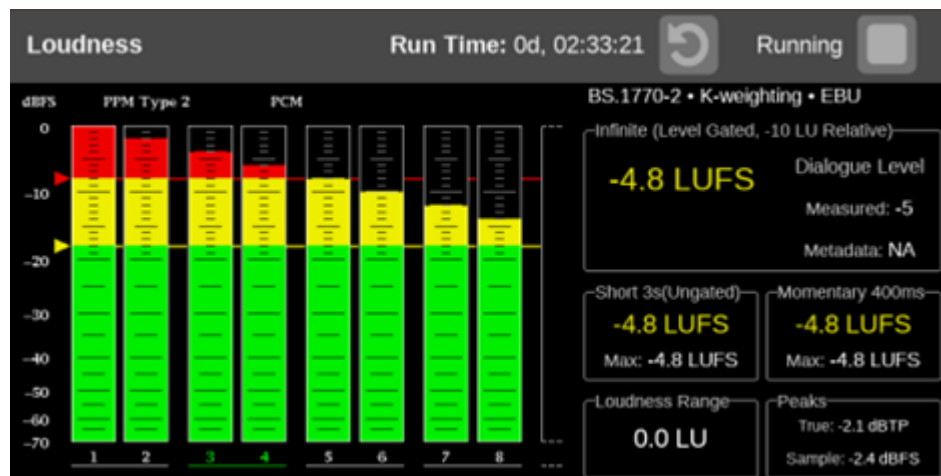 Loudness
Run Time: 0d, 02:33:21
Running
dBFS PPM Type 2 PCM
0
-10
-20
-30
-40
-50
-60
-70
1 2 3 4 5 6 7 8
BS.1770-2 • K-weighting • EBU
Infinite (Level Gated, -10 LU Relative)
-4.8 LUFS
Dialogue Level
Measured: -5
Metadata: NA
Short 3s(Ungated)
-4.8 LUFS
Max: -4.8 LUFS
Momentary 400ms
-4.8 LUFS
Max: -4.8 LUFS
Loudness Range
0.0 LU
Peaks
True: -2.1 dBTP
Sample: -2.4 dBFS